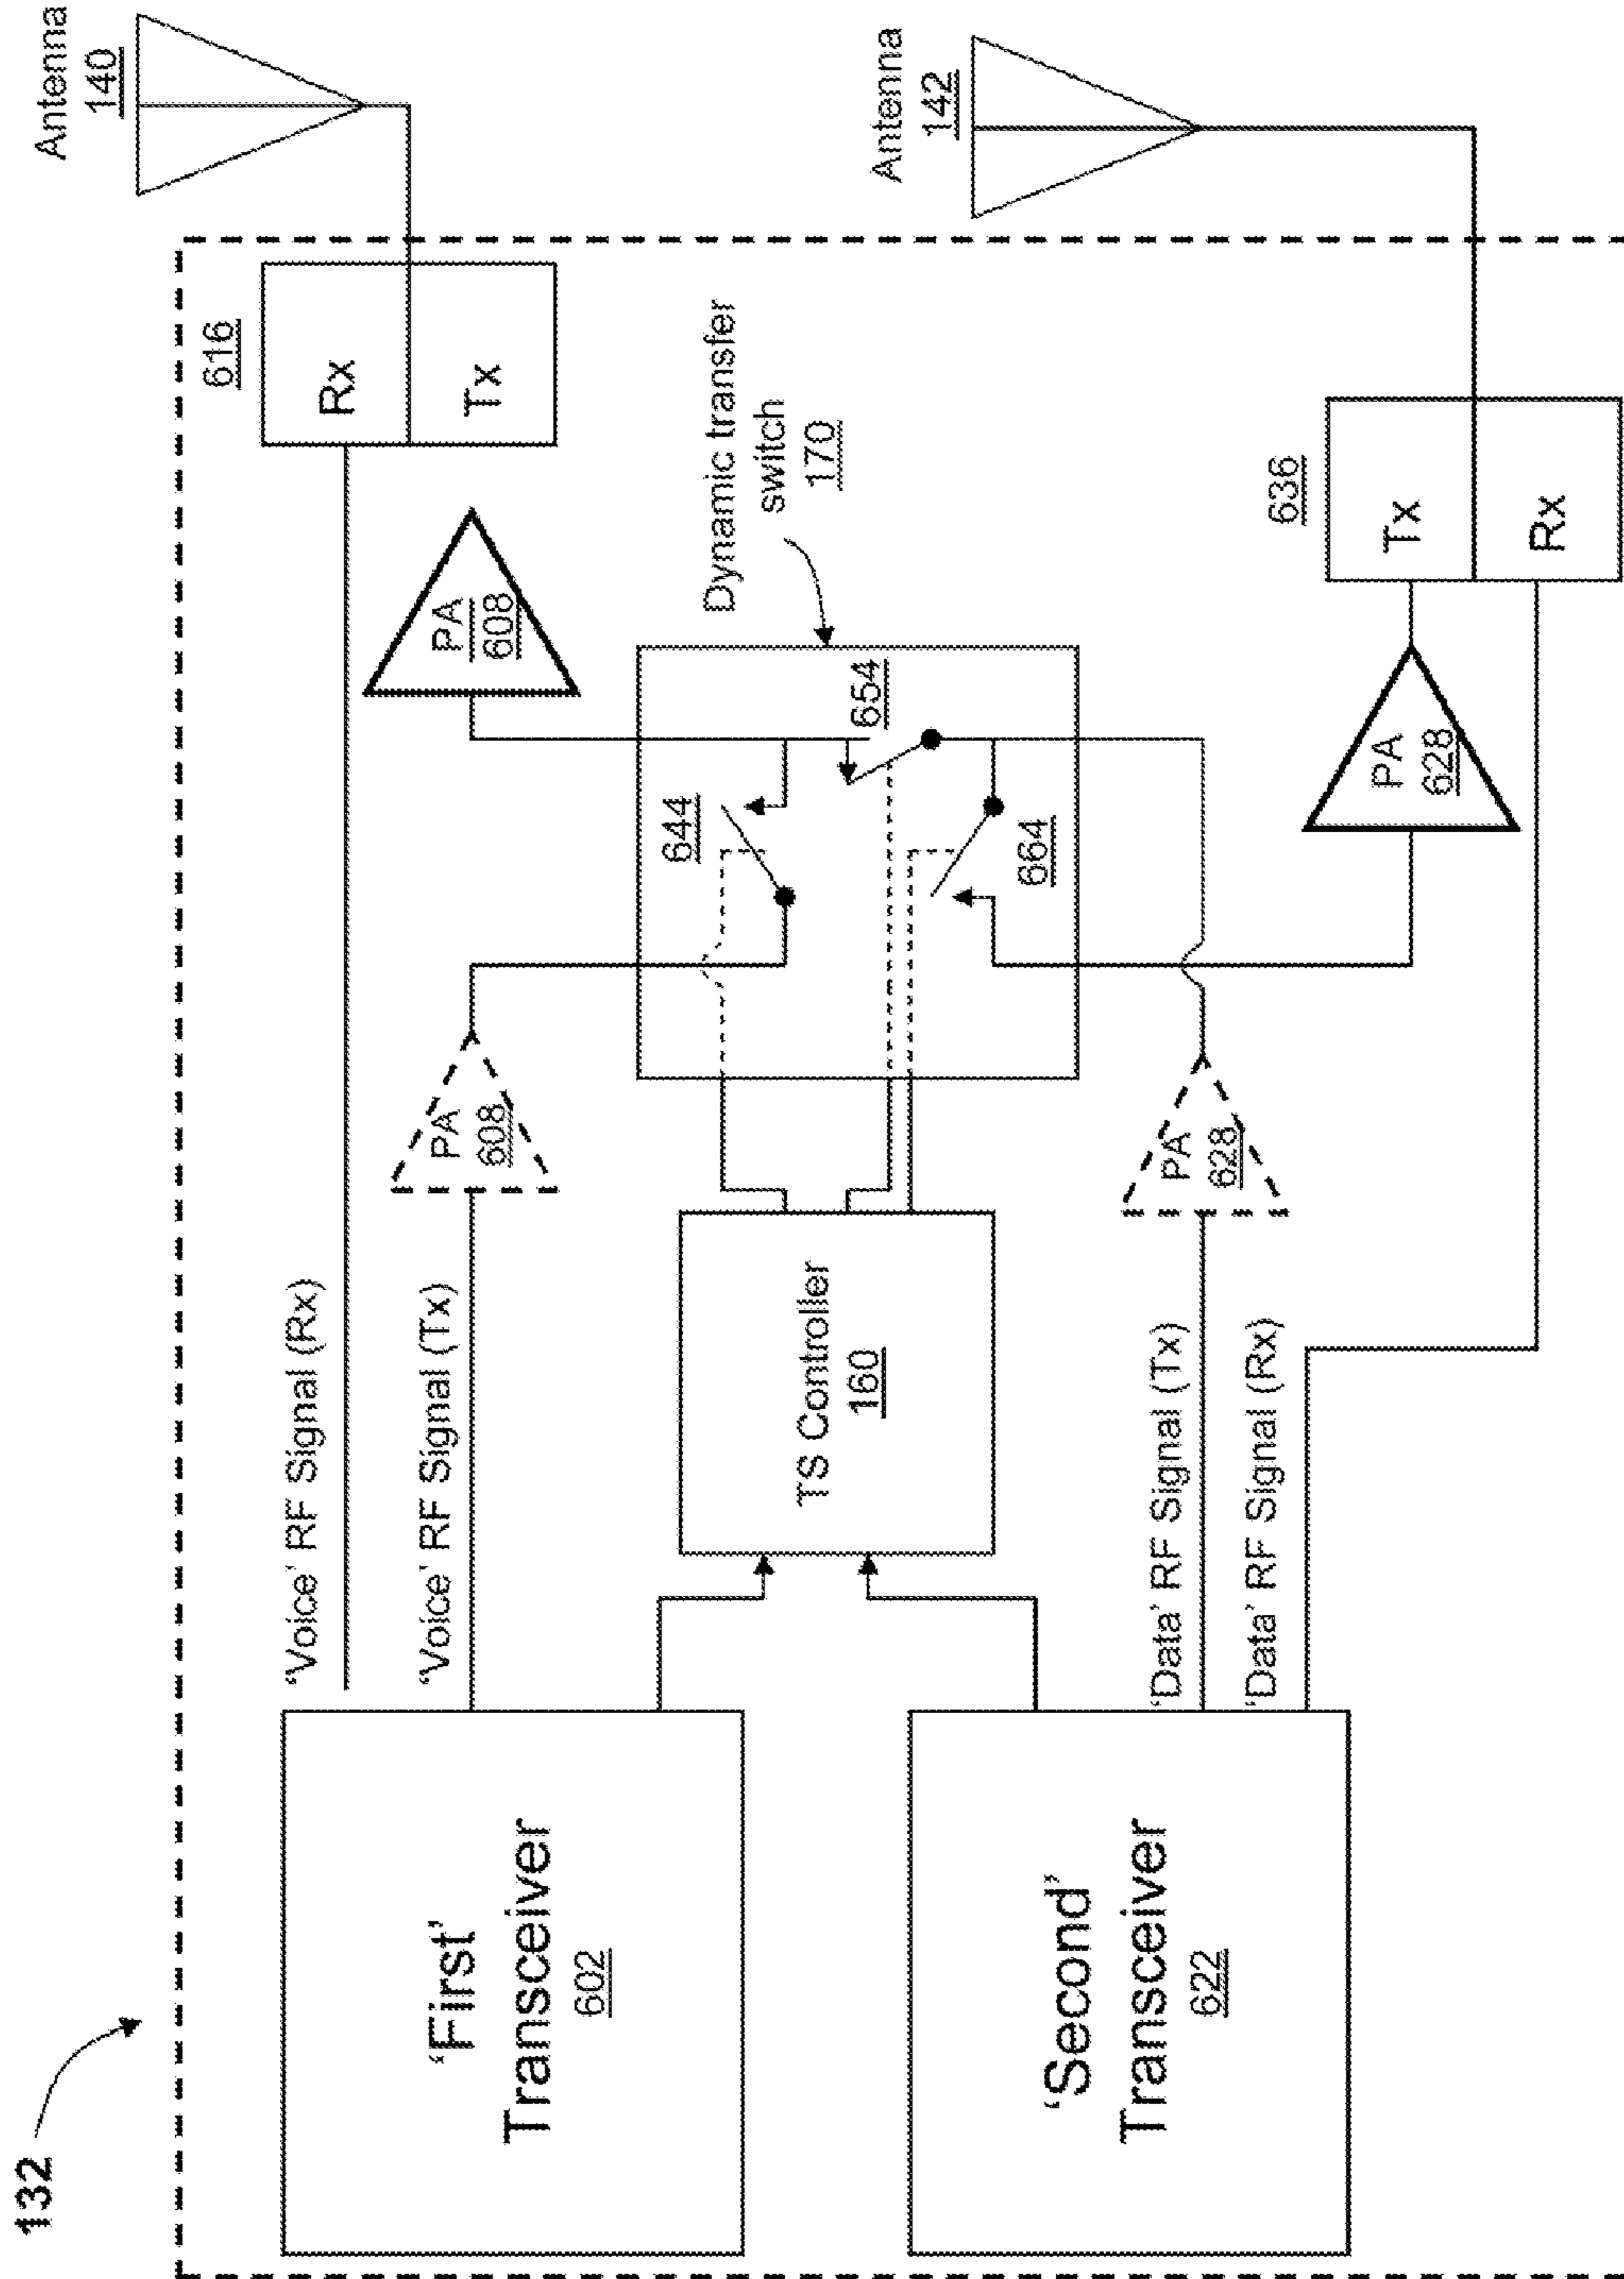 132
Antenna
140
616
Rx
Tx
'Voice' RF Signal (Rx)
'Voice' RF Signal (Tx)
PA
608
PA
608
'First'
Transceiver
602
Dynamic transfer
switch
170
644
654
664
TS Controller
160
Antenna
142
'Second'
Transceiver
622
'Data' RF Signal (Tx)
'Data' RF Signal (Rx)
PA
628
PA
628
636
Tx
Rx